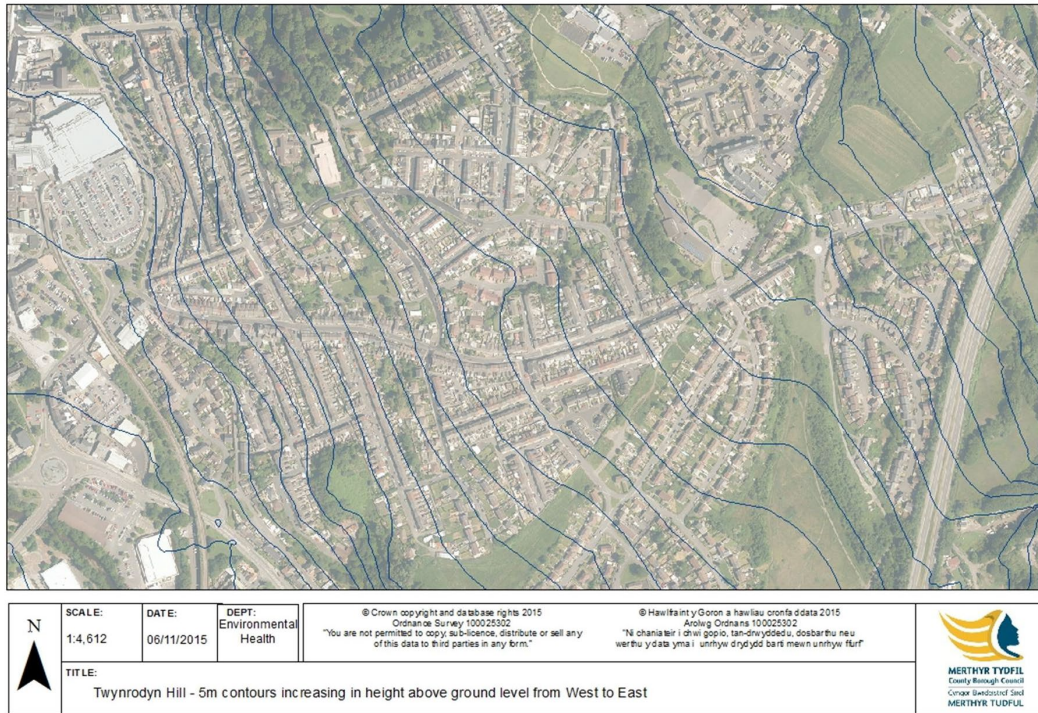 N
SCALE:
1:4,612
DATE:
06/11/2015
DEPT:
Environmental
Health
© Crown copyright and database rights 2015
Ordnance Survey 100025302
"You are not permitted to copy, sub-licence, distribute or sell any
of this data to third parties in any form."
© Hawlfraint y Goron a hawliau cronfa ddata 2015
Arolwg Ordnans 100025302
"Ni chaniateir i chwi gopio, tan-drwyddedu, dosbarthu neu
werthu y data yma i unrhyw drydydd barti mewn unrhyw ffurf"
TITLE:
Twynrodyn Hill - 5m contours increasing in height above ground level from West to East
MERTHYR TYDFIL
County Borough Council
Cyngor Bwrdeistref Sirol
MERTHYR TUDFUL